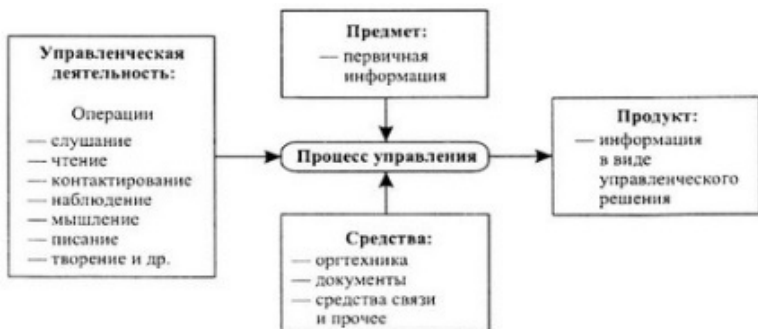 Управленческая
деятельность:
Операции
— слушание
— чтение
— контактирование
— наблюдение
— мышление
— писание
— творение и др.
Предмет:
— первичная
информация
Процесс управления
Средства:
— оргтехника
— документы
— средства связи
и прочее
Продукт:
— информация
в виде
управленческого
решения